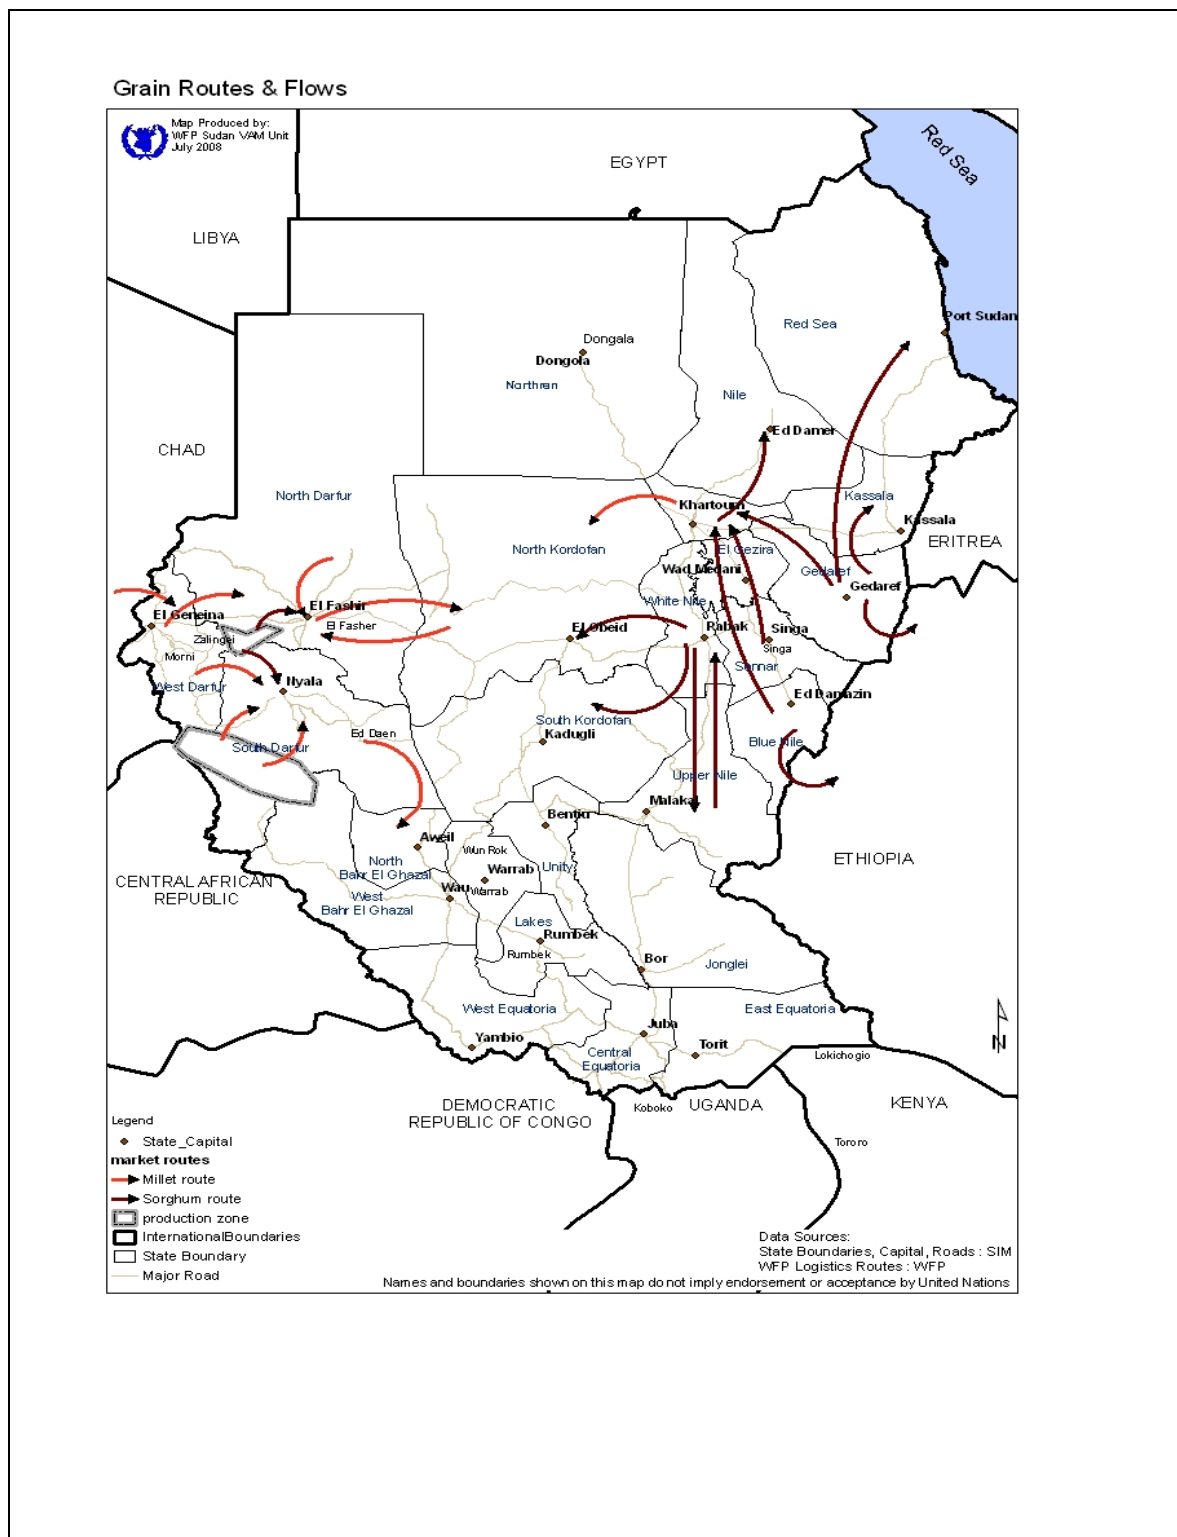 Grain Routes & Flows
Map Produced by:
WFP Sudan VAM Unit
July 2008
Red Sea
EGYPT
LIBYA
Red Sea
Port Sudan
Dongala
Dongola
Northren
Nile
Ed Damer
CHAD
North Darfur
Kassala
Khartoum
Kassala
ERITREA
North Kordofan
El Gezira
Gedaref
Wad Medani
Gedaref
White Nile
El Geneina
El Fashir
El Fasher
El Obeid
Rabak
Singa
Singa
Zalingei
Morni
Sennar
West Darfur
Nyala
Ed Damazin
South Kordofan
Ed Daen
Kadugli
Blue Nile
South Darfur
Upper Nile
Malakal
Bentiu
Aweil
Wun Rok
ETHIOPIA
North
Bahr El Ghazal
Warrab
Unity
CENTRAL AFRICAN
REPUBLIC
Wau
Warrab
West
Bahr El Ghazal
Lakes
Rumbek
Rumbek
Bor
Jonglei
West Equatoria
East Equatoria
N
Yambio
Juba
Torit
Central
Equatoria
Lokichogio
DEMOCRATIC
REPUBLIC OF CONGO
Koboko
UGANDA
KENYA
Tororo
Legend
State_Capital
market routes
Millet route
Sorghum route
production zone
InternationalBoundaries
State Boundary
Major Road
Data Sources:
State Boundaries, Capital, Roads : SIM
WFP Logistics Routes : WFP
Names and boundaries shown on this map do not imply endorsement or acceptance by United Nations